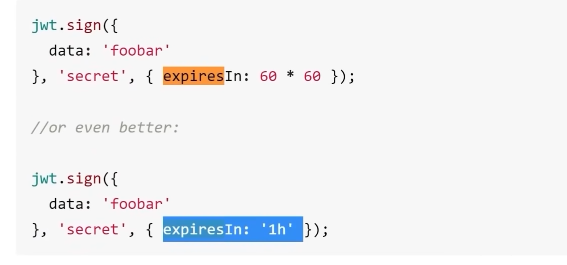 jwt.sign({
  data: 'foobar'
}, 'secret', { expiresIn: 60 * 60 });
//or even better:
jwt.sign({
  data: 'foobar'
}, 'secret', { expiresIn: '1h' });